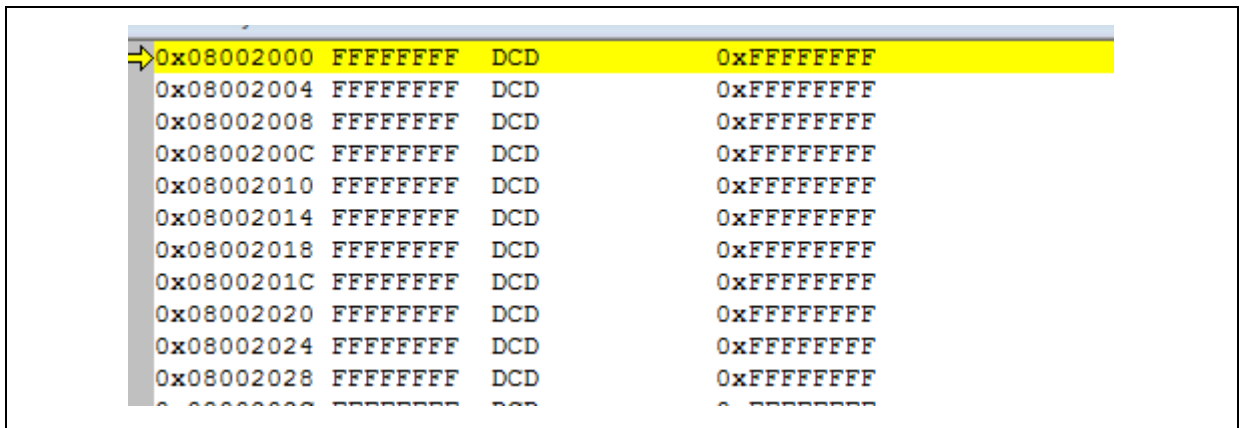 0x08002000 FFFFFFFF DCD 0xFFFFFFFF
0x08002004 FFFFFFFF DCD 0xFFFFFFFF
0x08002008 FFFFFFFF DCD 0xFFFFFFFF
0x0800200C FFFFFFFF DCD 0xFFFFFFFF
0x08002010 FFFFFFFF DCD 0xFFFFFFFF
0x08002014 FFFFFFFF DCD 0xFFFFFFFF
0x08002018 FFFFFFFF DCD 0xFFFFFFFF
0x0800201C FFFFFFFF DCD 0xFFFFFFFF
0x08002020 FFFFFFFF DCD 0xFFFFFFFF
0x08002024 FFFFFFFF DCD 0xFFFFFFFF
0x08002028 FFFFFFFF DCD 0xFFFFFFFF